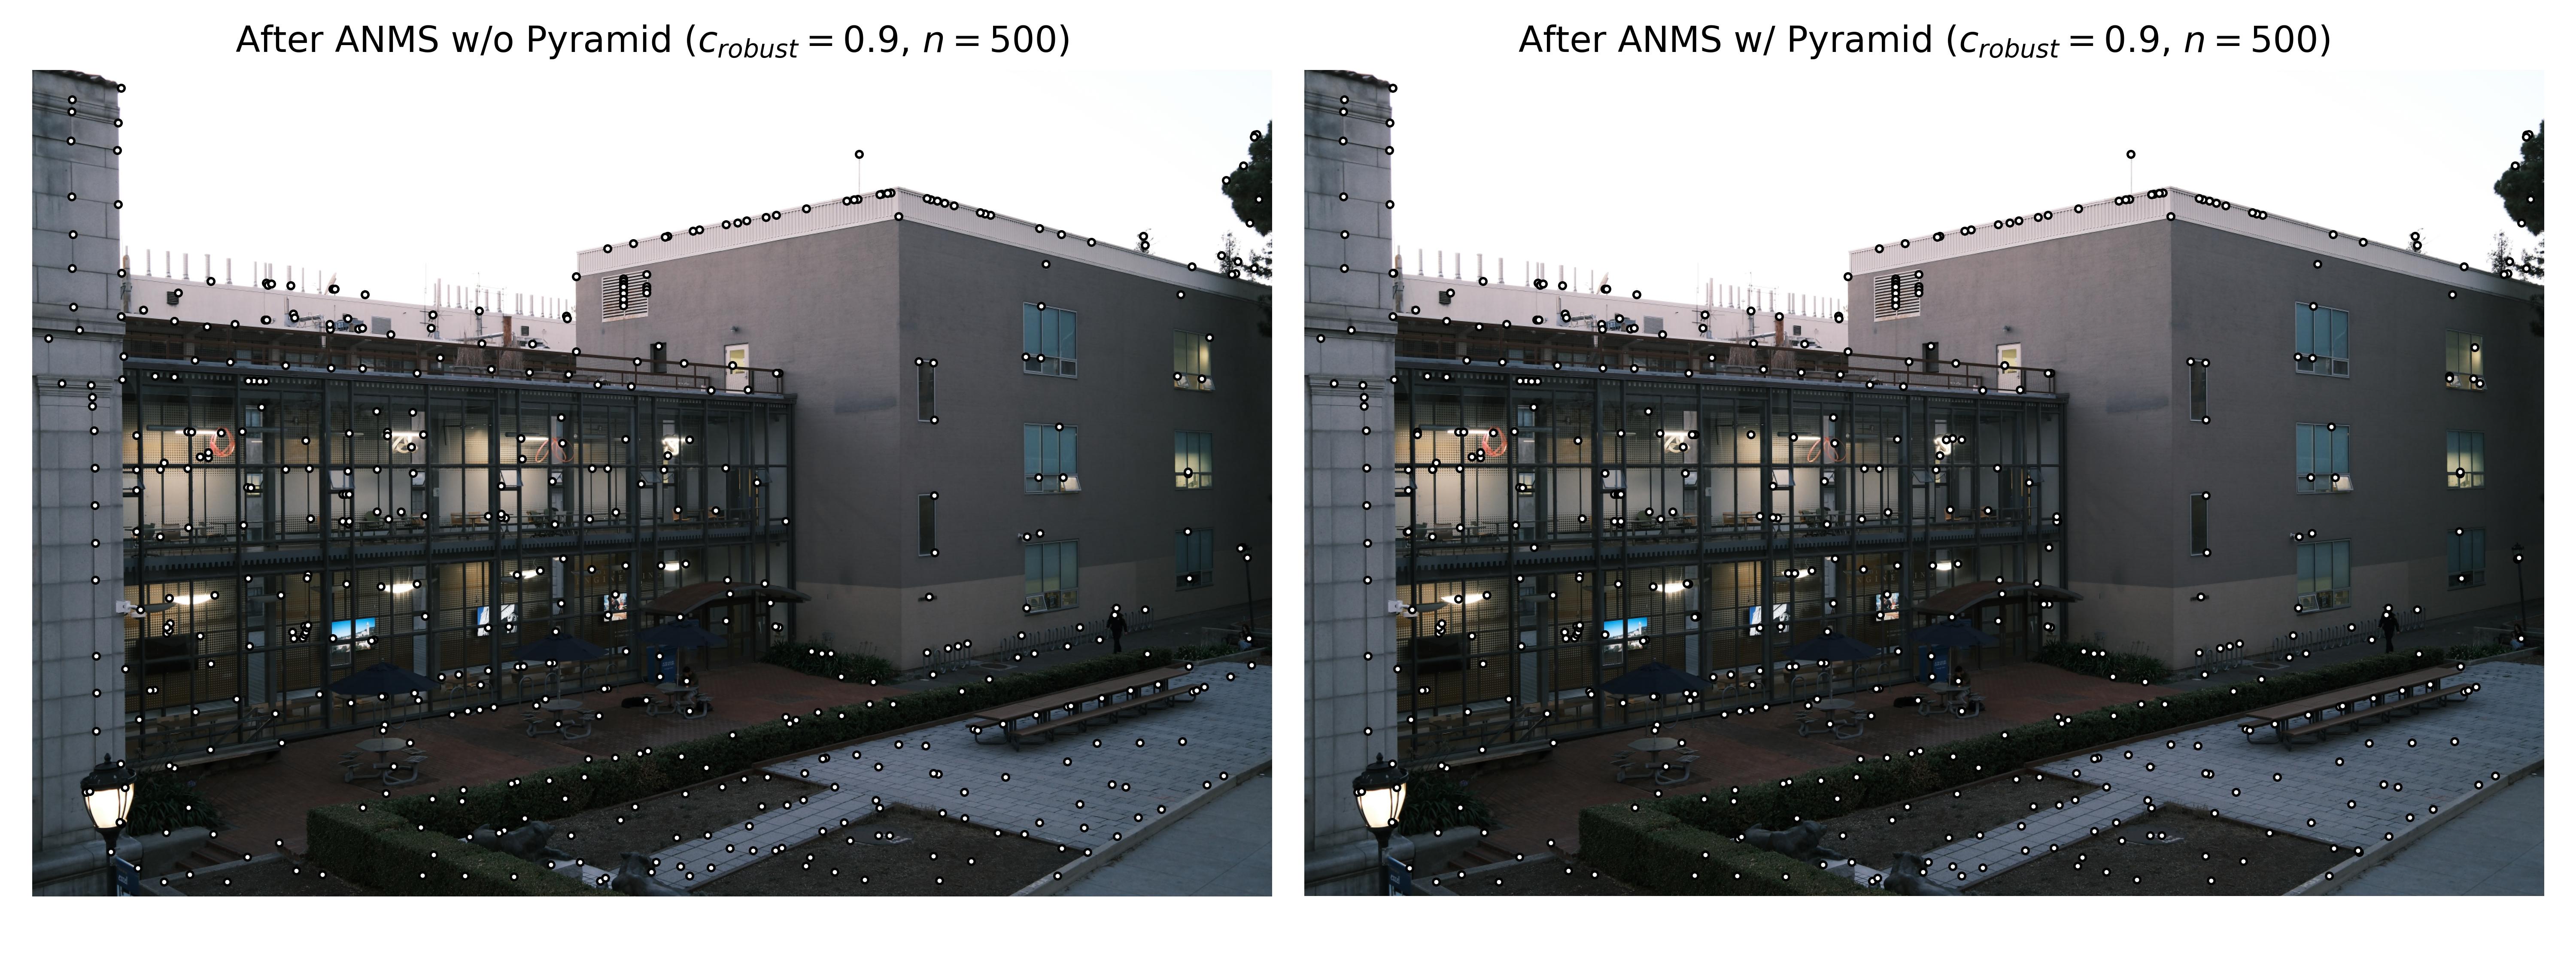 After ANMS w/o Pyramid (c_robust = 0.9, n = 500)
After ANMS w/ Pyramid (c_robust = 0.9, n = 500)